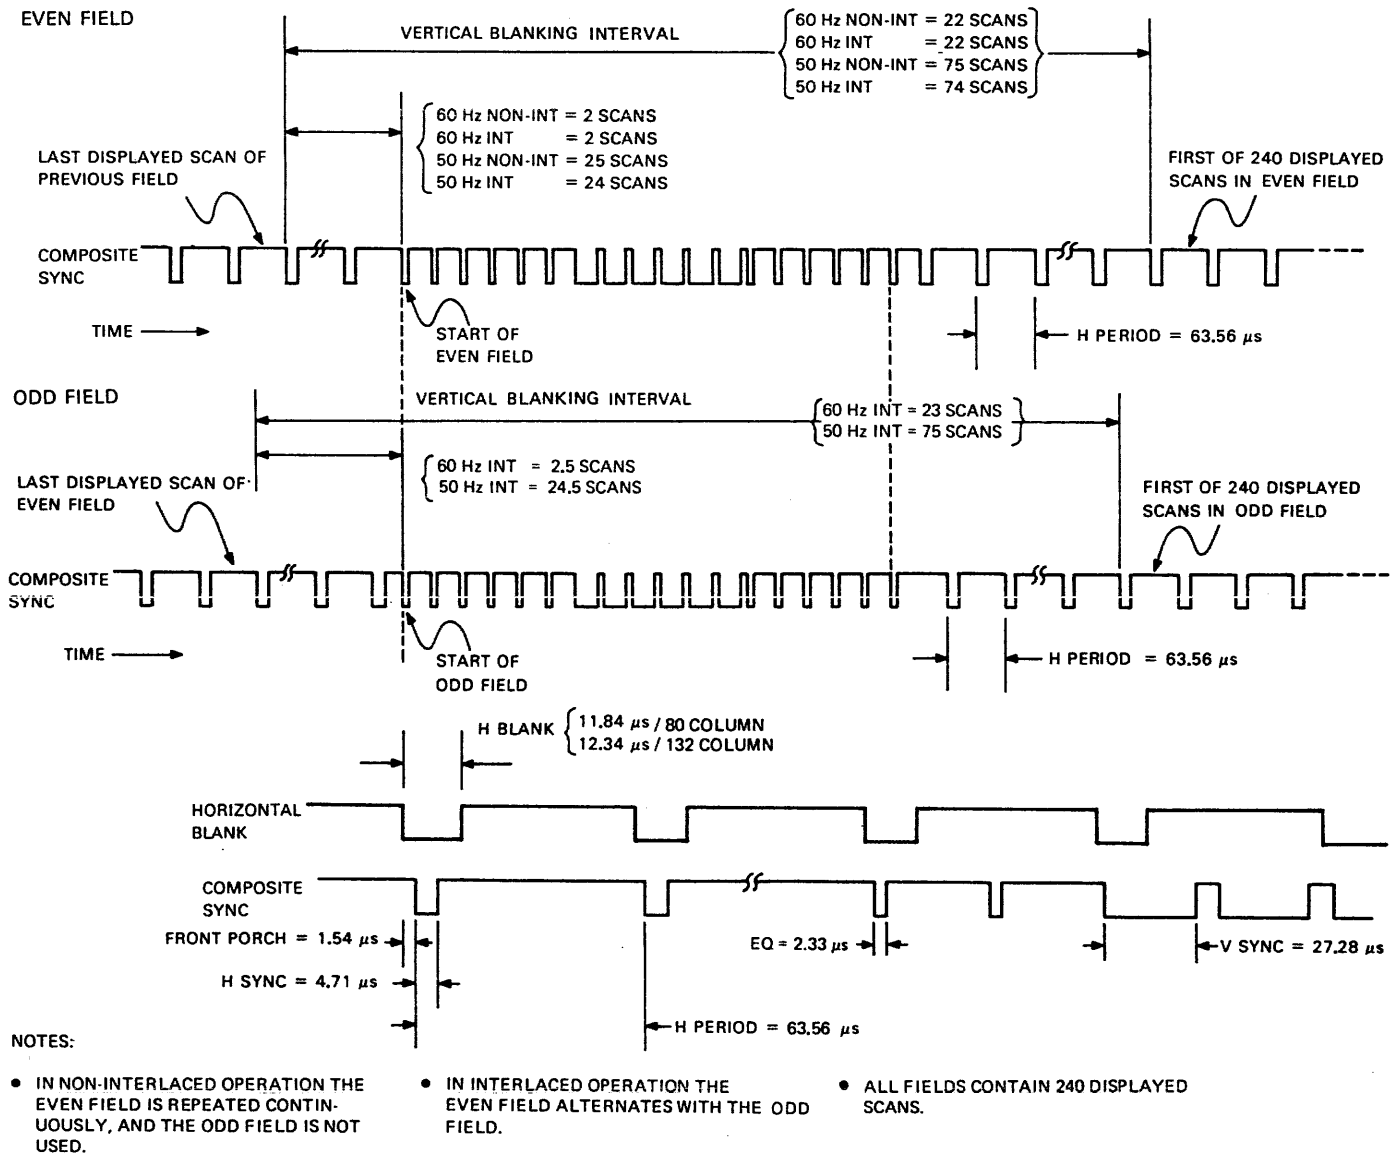 EVEN FIELD
VERTICAL BLANKING INTERVAL
60 Hz NON-INT = 22 SCANS
60 Hz INT = 22 SCANS
50 Hz NON-INT = 75 SCANS
50 Hz INT = 74 SCANS
60 Hz NON-INT = 2 SCANS
60 Hz INT = 2 SCANS
50 Hz NON-INT = 25 SCANS
50 Hz INT = 24 SCANS
LAST DISPLAYED SCAN OF
PREVIOUS FIELD
FIRST OF 240 DISPLAYED
SCANS IN EVEN FIELD
COMPOSITE
SYNC
TIME
START OF
EVEN FIELD
H PERIOD = 63.56 μs
ODD FIELD
VERTICAL BLANKING INTERVAL
60 Hz INT = 23 SCANS
50 Hz INT = 75 SCANS
60 Hz INT = 2.5 SCANS
50 Hz INT = 24.5 SCANS
LAST DISPLAYED SCAN OF
EVEN FIELD
FIRST OF 240 DISPLAYED
SCANS IN ODD FIELD
COMPOSITE
SYNC
TIME
START OF
ODD FIELD
H PERIOD = 63.56 μs
H BLANK
11.84 μs / 80 COLUMN
12.34 μs / 132 COLUMN
HORIZONTAL
BLANK
COMPOSITE
SYNC
FRONT PORCH = 1.54 μs
EQ = 2.33 μs
V SYNC = 27.28 μs
H SYNC = 4.71 μs
H PERIOD = 63.56 μs
NOTES:
• IN NON-INTERLACED OPERATION THE
EVEN FIELD IS REPEATED CONTIN-
UOUSLY, AND THE ODD FIELD IS NOT
USED.
• IN INTERLACED OPERATION THE
EVEN FIELD ALTERNATES WITH THE ODD
FIELD.
• ALL FIELDS CONTAIN 240 DISPLAYED
SCANS.